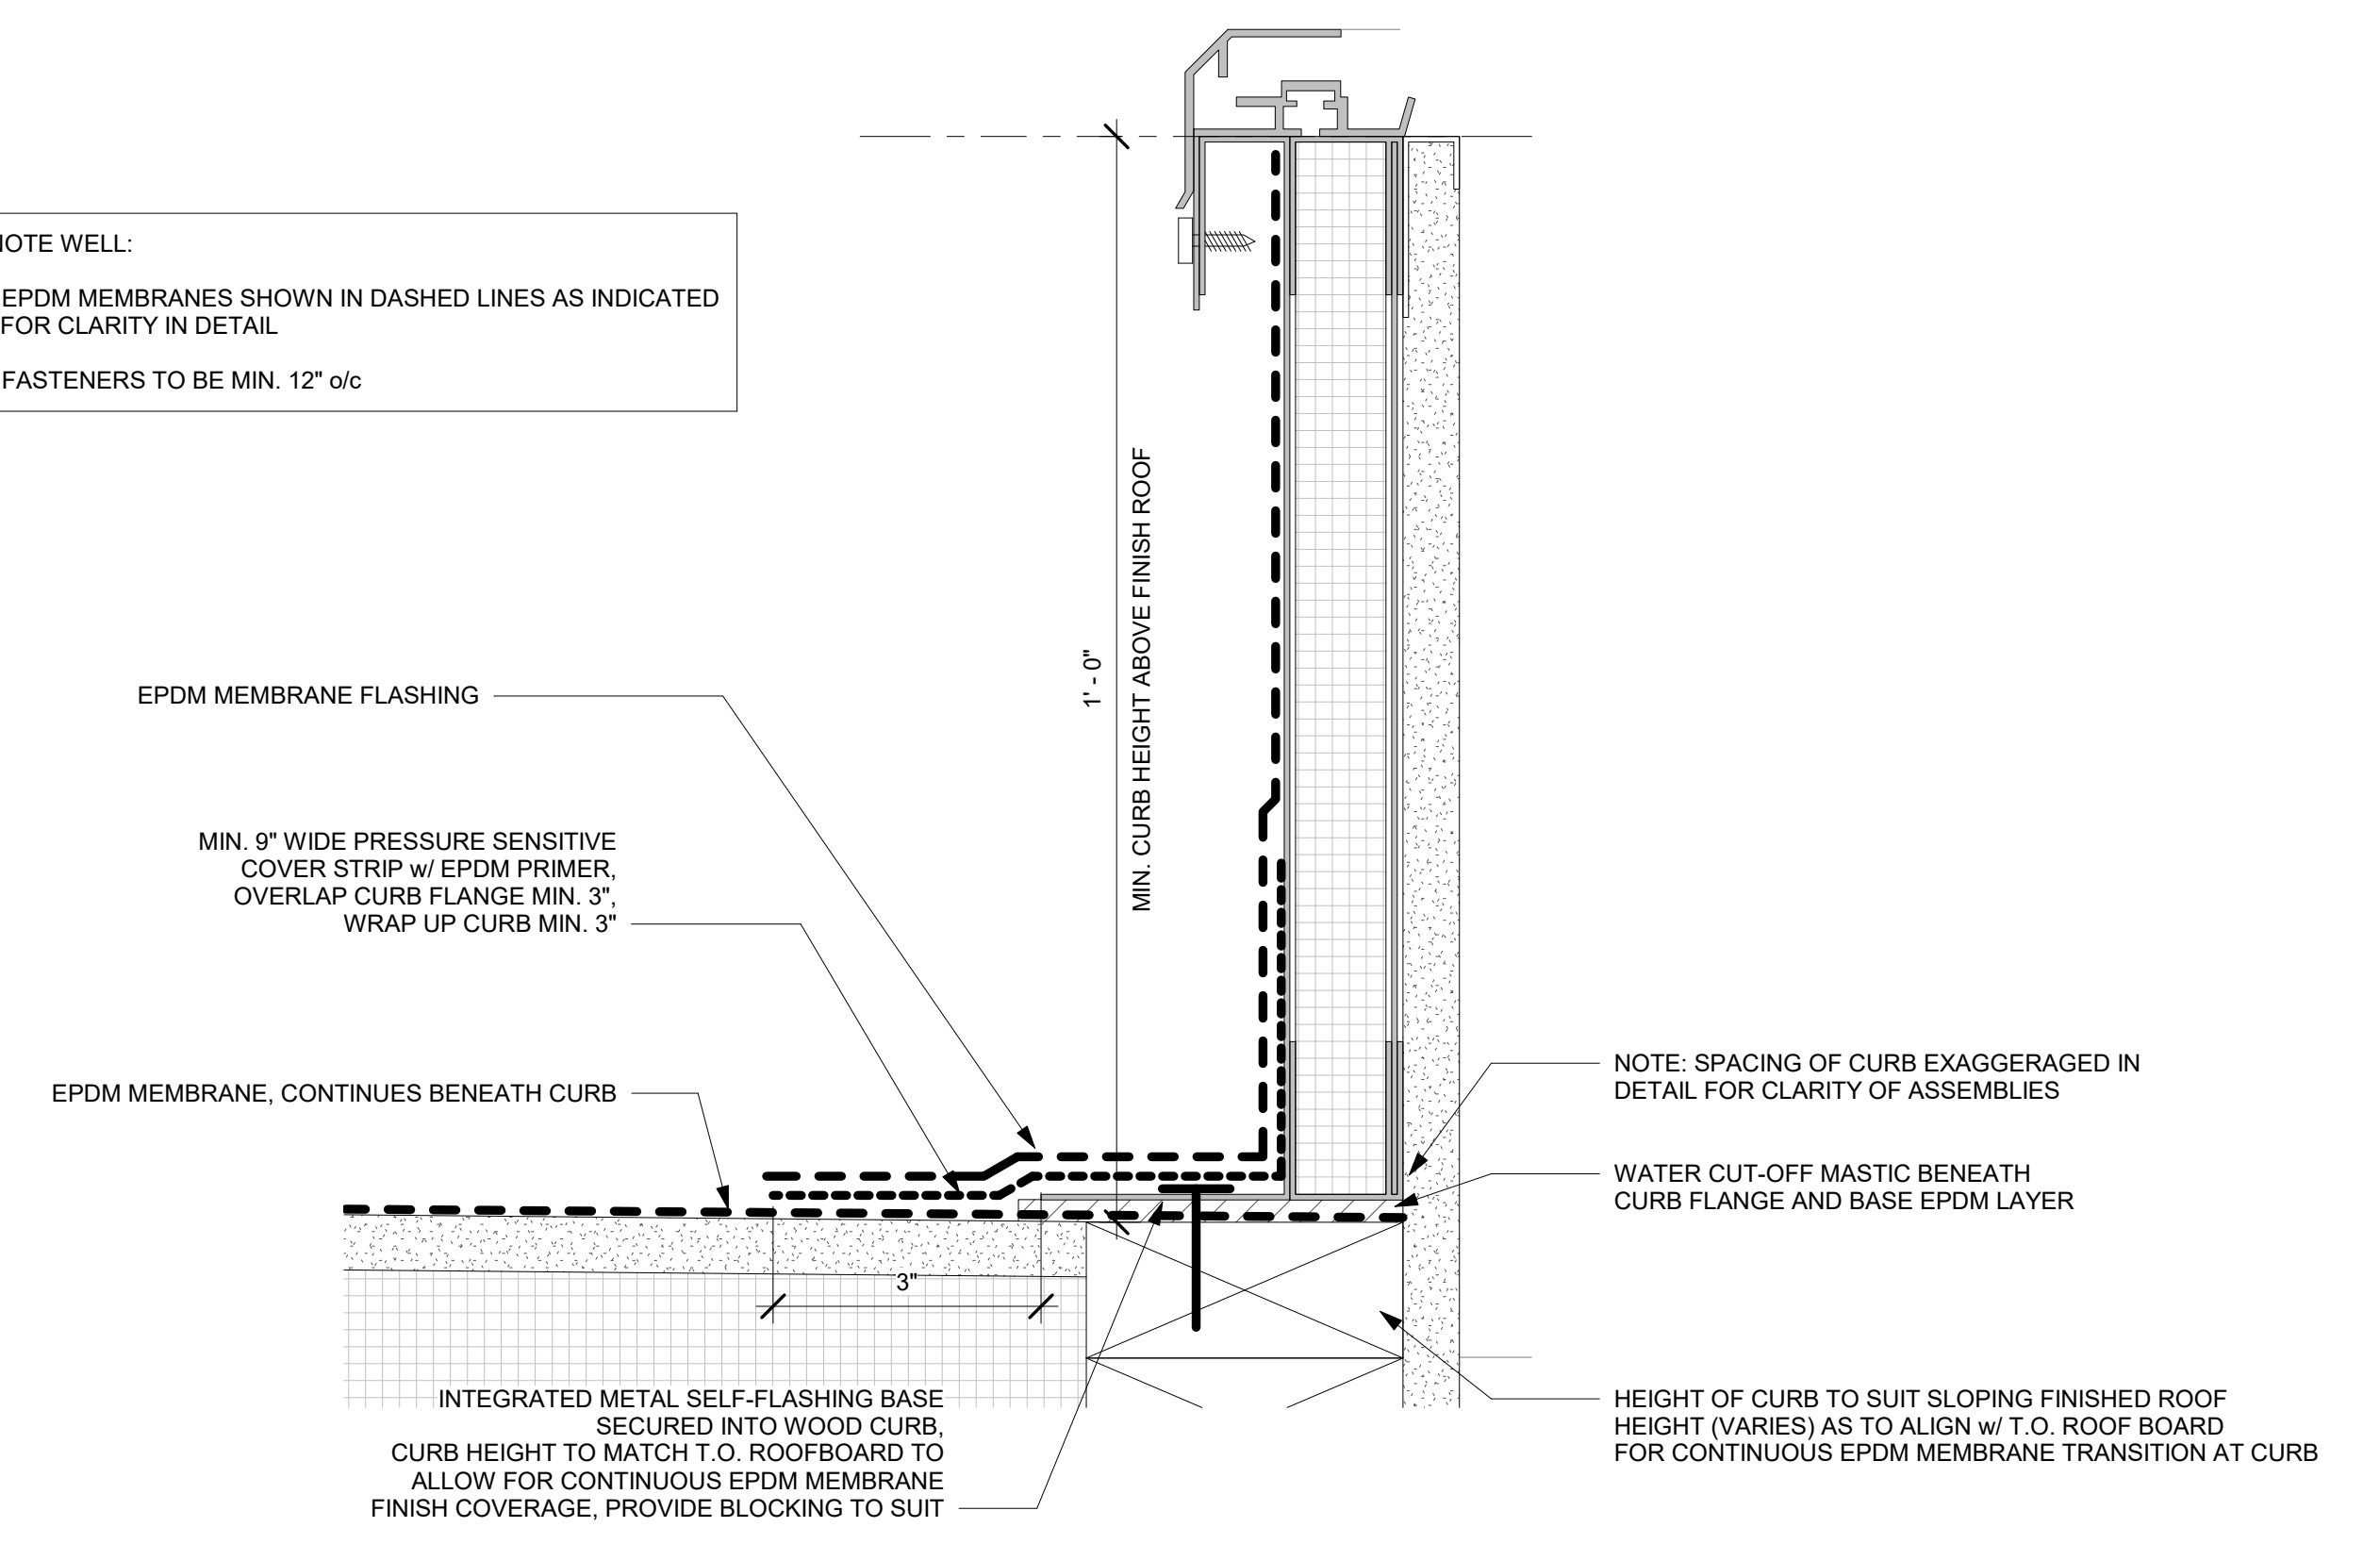 NOTE WELL:
EPDM MEMBRANES SHOWN IN DASHED LINES AS INDICATED
FOR CLARITY IN DETAIL
FASTENERS TO BE MIN. 12" o/c
1' - 0"
MIN. CURB HEIGHT ABOVE FINISH ROOF
EPDM MEMBRANE FLASHING
MIN. 9" WIDE PRESSURE SENSITIVE
COVER STRIP w/ EPDM PRIMER,
OVERLAP CURB FLANGE MIN. 3",
WRAP UP CURB MIN. 3"
EPDM MEMBRANE, CONTINUES BENEATH CURB
NOTE: SPACING OF CURB EXAGGERAGED IN
DETAIL FOR CLARITY OF ASSEMBLIES
WATER CUT-OFF MASTIC BENEATH
CURB FLANGE AND BASE EPDM LAYER
3"
INTEGRATED METAL SELF-FLASHING BASE
SECURED INTO WOOD CURB,
CURB HEIGHT TO MATCH T.O. ROOFBOARD TO
ALLOW FOR CONTINUOUS EPDM MEMBRANE
FINISH COVERAGE, PROVIDE BLOCKING TO SUIT
HEIGHT OF CURB TO SUIT SLOPING FINISHED ROOF
HEIGHT (VARIES) AS TO ALIGN w/ T.O. ROOF BOARD
FOR CONTINUOUS EPDM MEMBRANE TRANSITION AT CURB